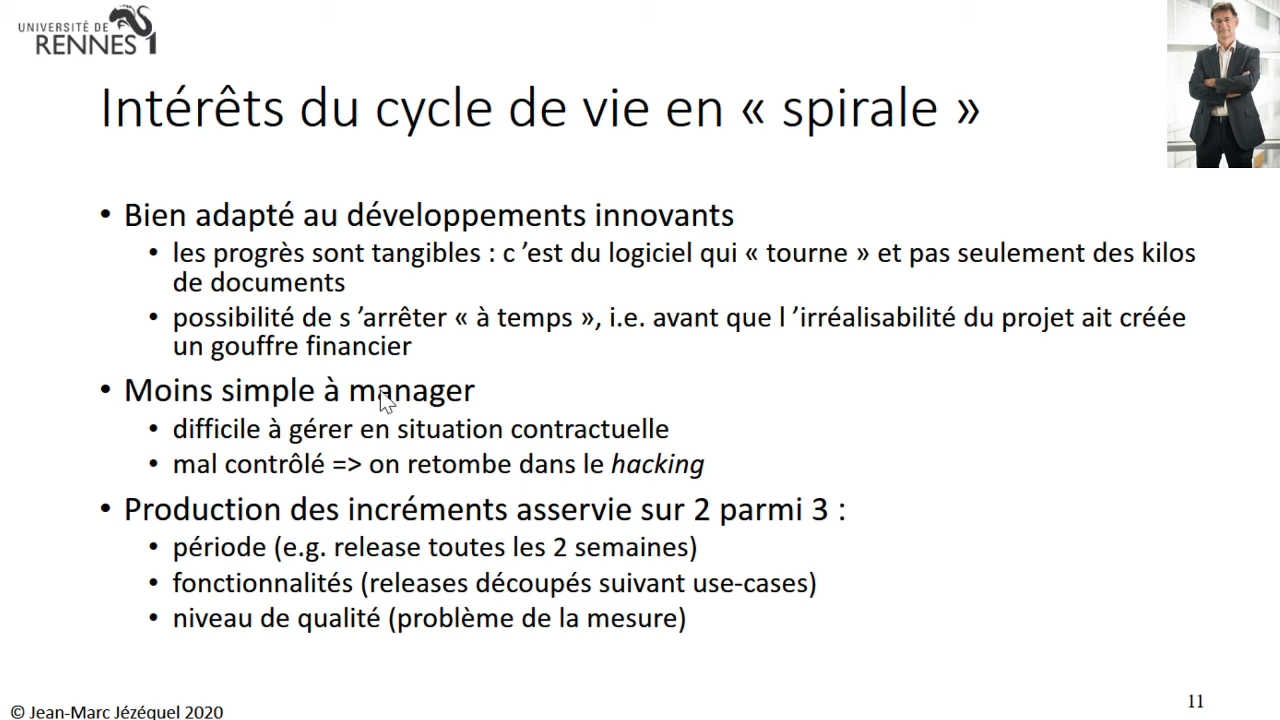 UNIVERSITÉ DE
RENNES 1
Intérêts du cycle de vie en « spirale »
• Bien adapté au développements innovants
• les progrès sont tangibles : c ’est du logiciel qui « tourne » et pas seulement des kilos
de documents
• possibilité de s ’arrêter « à temps », i.e. avant que l ’irréalisabilité du projet ait créée
un gouffre financier
• Moins simple à manager
• difficile à gérer en situation contractuelle
• mal contrôlé => on retombe dans le hacking
• Production des incréments asservie sur 2 parmi 3 :
• période (e.g. release toutes les 2 semaines)
• fonctionnalités (releases découpés suivant use-cases)
• niveau de qualité (problème de la mesure)
11
© Jean-Marc Jézéquel 2020